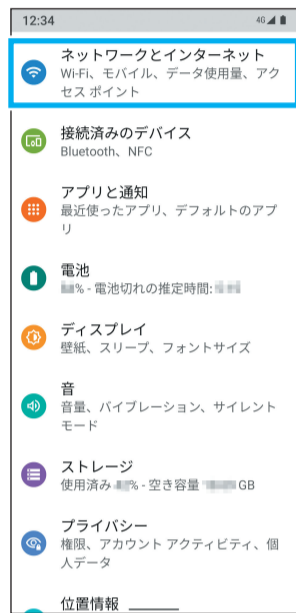 12:34 4G
ネットワークとインターネット
Wi-Fi、モバイル、データ使用量、アク
セス ポイント
接続済みのデバイス
Bluetooth、NFC
アプリと通知
最近使ったアプリ、デフォルトのアプ
リ
電池
% - 電池切れの推定時間:
ディスプレイ
壁紙、スリープ、フォントサイズ
音
音量、バイブレーション、サイレント
モード
ストレージ
使用済み % - 空き容量 GB
プライバシー
権限、アカウント アクティビティ、個
人データ
位置情報